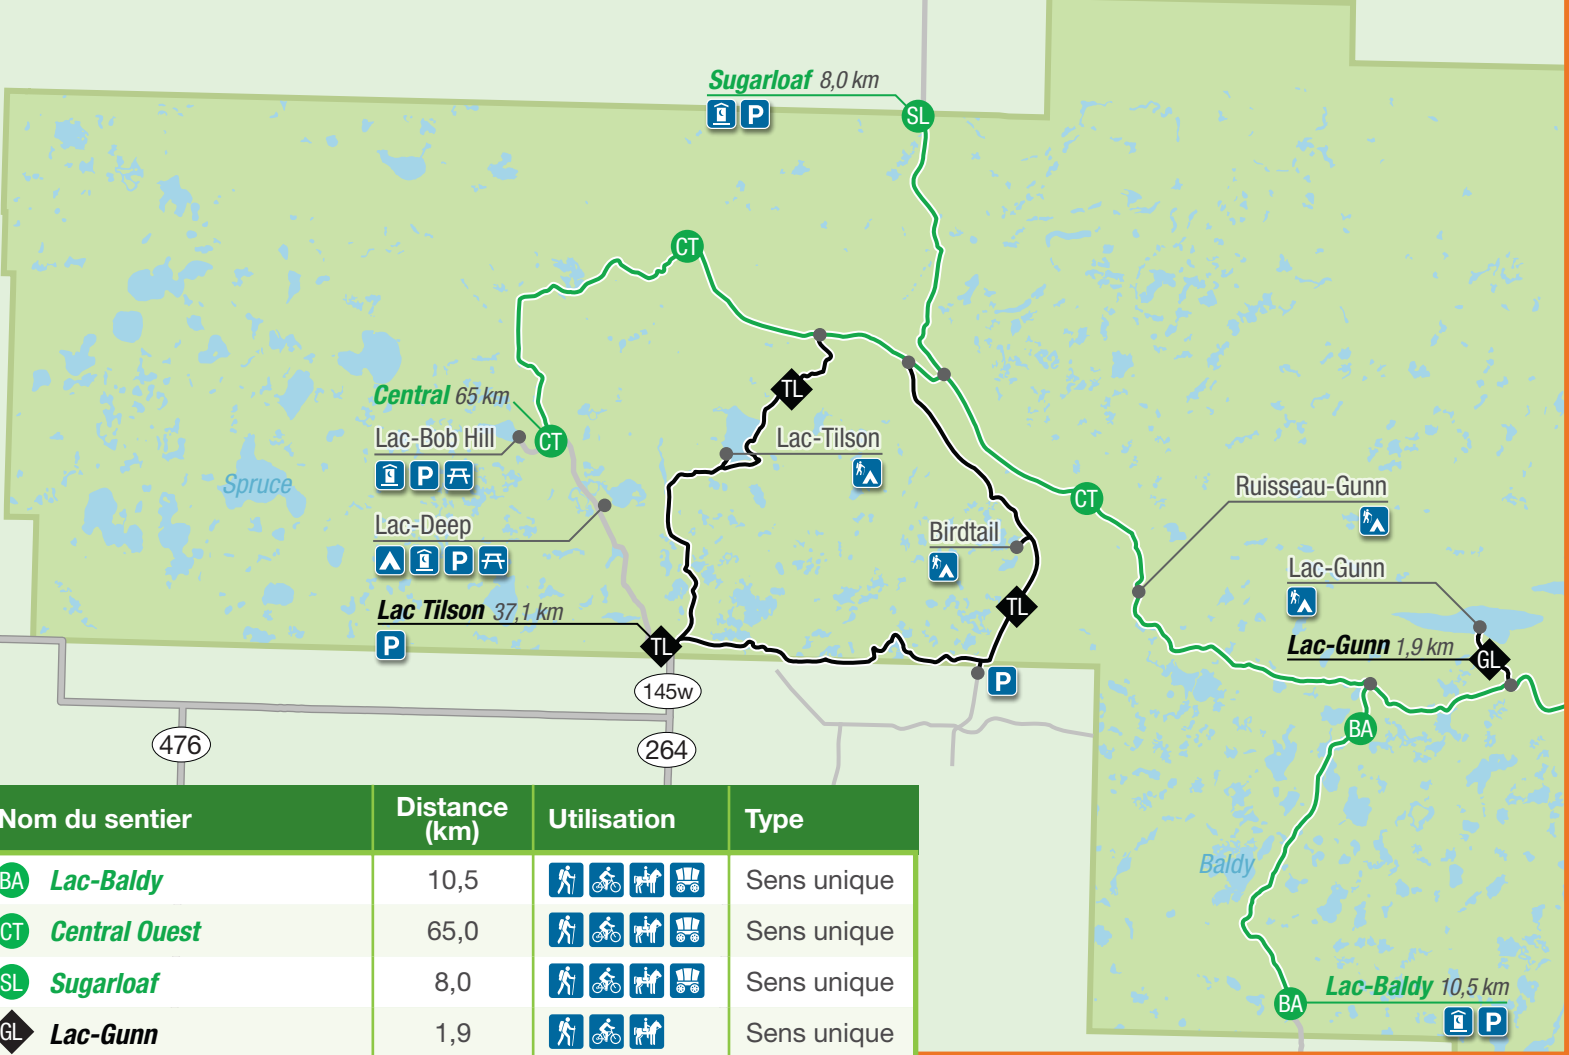 Sugarloaf 8,0 km
SL
P
CT
TL
Central 65 km
Lac-Bob Hill
CT
P
Lac-Tilson
Spruce
Lac-Deep
P
CT
Ruisseau-Gunn
Birdtail
Lac-Gunn
Lac Tilson 37,1 km
TL
P
TL
Lac-Gunn 1,9 km
GL
P
145w
BA
476
264
Baldy
Lac-Baldy 10,5 km
BA
P
Nom du sentier Distance (km) Utilisation Type
BA Lac-Baldy 10,5 Sens unique
CT Central Ouest 65,0 Sens unique
SL Sugarloaf 8,0 Sens unique
GL Lac-Gunn 1,9 Sens unique